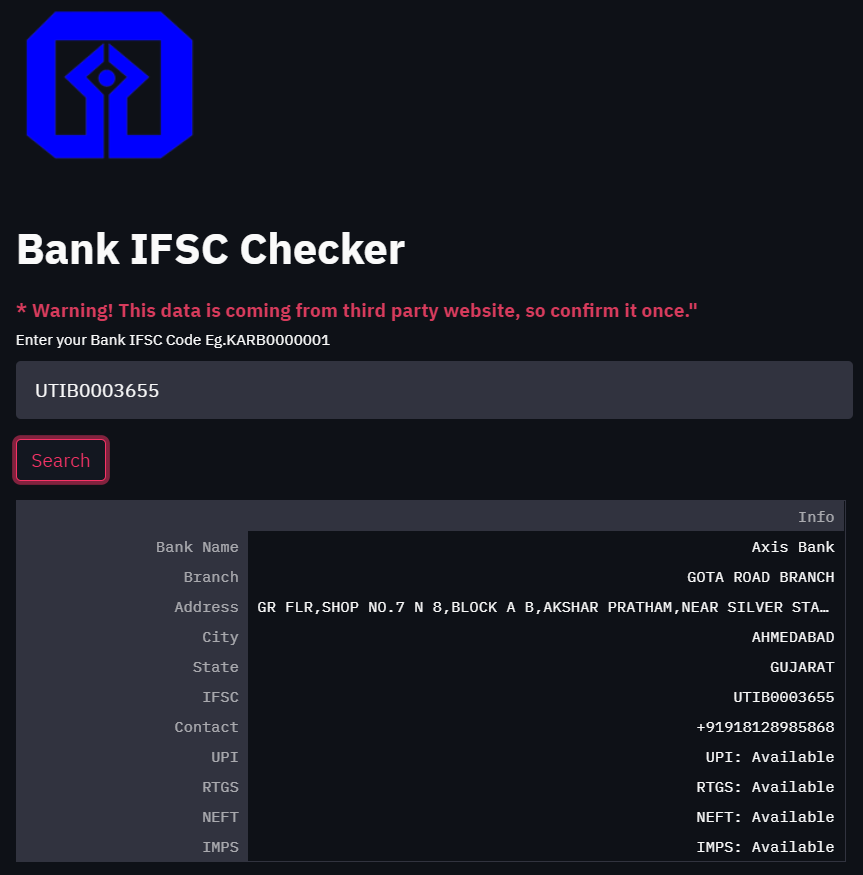 Bank IFSC Checker
* Warning! This data is coming from third party website, so confirm it once."
Enter your Bank IFSC Code Eg.KARB0000001
UTIB0003655
Search
Info
Bank Name Axis Bank
Branch GOTA ROAD BRANCH
Address GR FLR,SHOP NO.7 N 8,BLOCK A B,AKSHAR PRATHAM,NEAR SILVER STA…
City AHMEDABAD
State GUJARAT
IFSC UTIB0003655
Contact +91918128985868
UPI UPI: Available
RTGS RTGS: Available
NEFT NEFT: Available
IMPS IMPS: Available